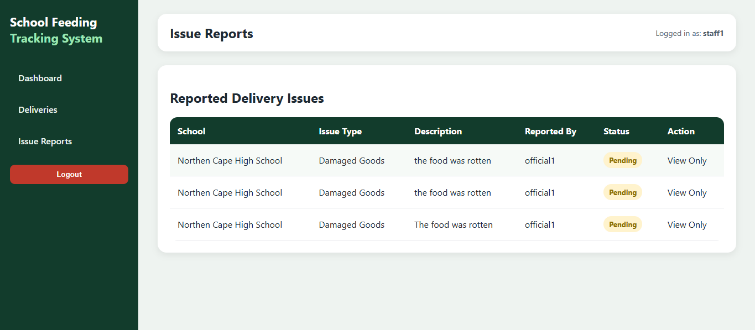 School Feeding
Tracking System
Dashboard
Deliveries
Issue Reports
Logout
Issue Reports
Logged in as: staff1
Reported Delivery Issues
School Issue Type Description Reported By Status Action
Northen Cape High School Damaged Goods the food was rotten official1 Pending View Only
Northen Cape High School Damaged Goods the food was rotten official1 Pending View Only
Northen Cape High School Damaged Goods The food was rotten official1 Pending View Only